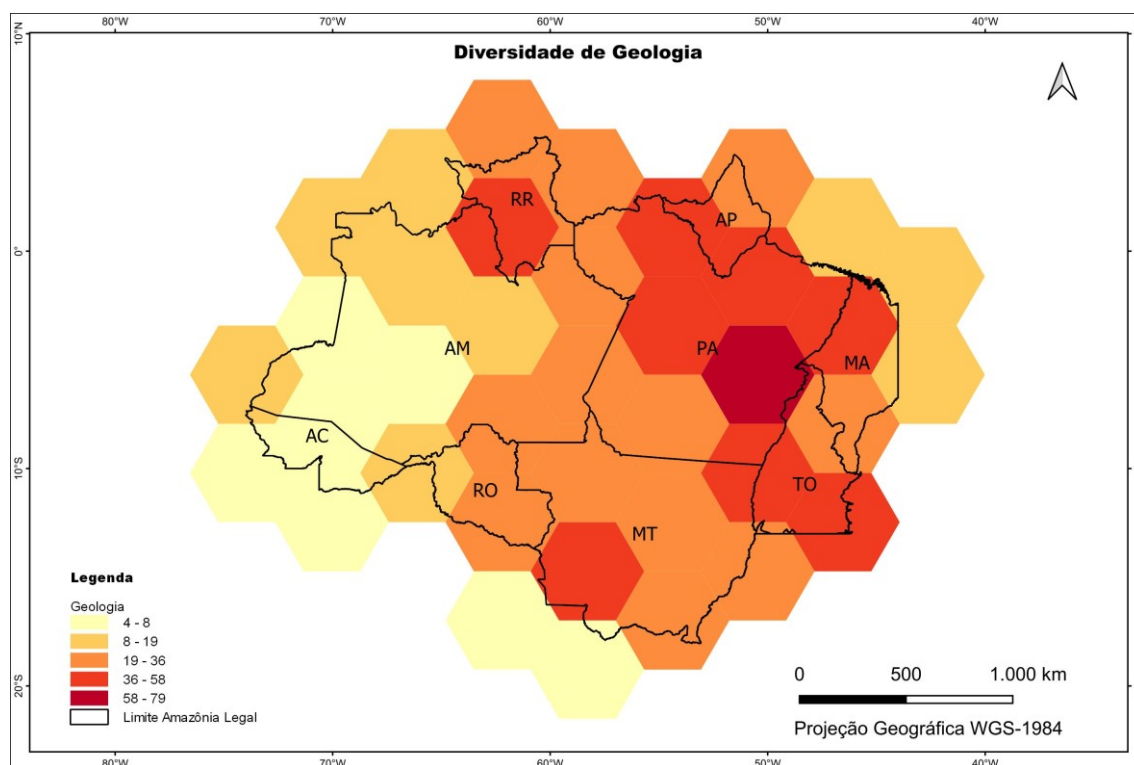 80°W 70°W 60°W 50°W 40°W
10°N
Diversidade de Geologia
RR
AP
0°
AM
PA
MA
AC
10°S
RO
TO
MT
Legenda
Geologia
4 - 8
8 - 19
19 - 36
36 - 58
58 - 79
Limite Amazônia Legal
0 500 1.000 km
Projeção Geográfica WGS-1984
20°S
80°W 70°W 60°W 50°W 40°W